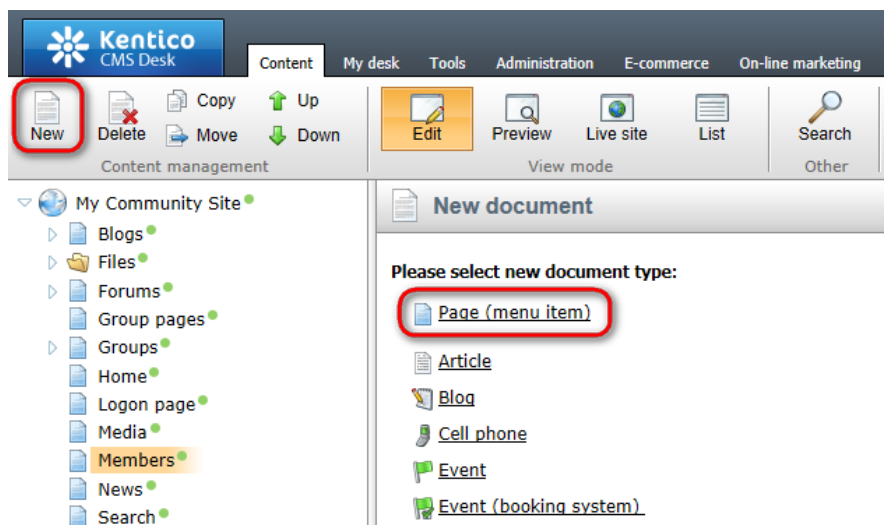 Kentico
CMS Desk
Content My desk Tools Administration E-commerce On-line marketing
New Delete Copy Move Up Down
Content management
Edit Preview Live site List
View mode
Search
Other
My Community Site
Blogs
Files
Forums
Group pages
Groups
Home
Logon page
Media
Members
News
Search
New document
Please select new document type:
Page (menu item)
Article
Blog
Cell phone
Event
Event (booking system)